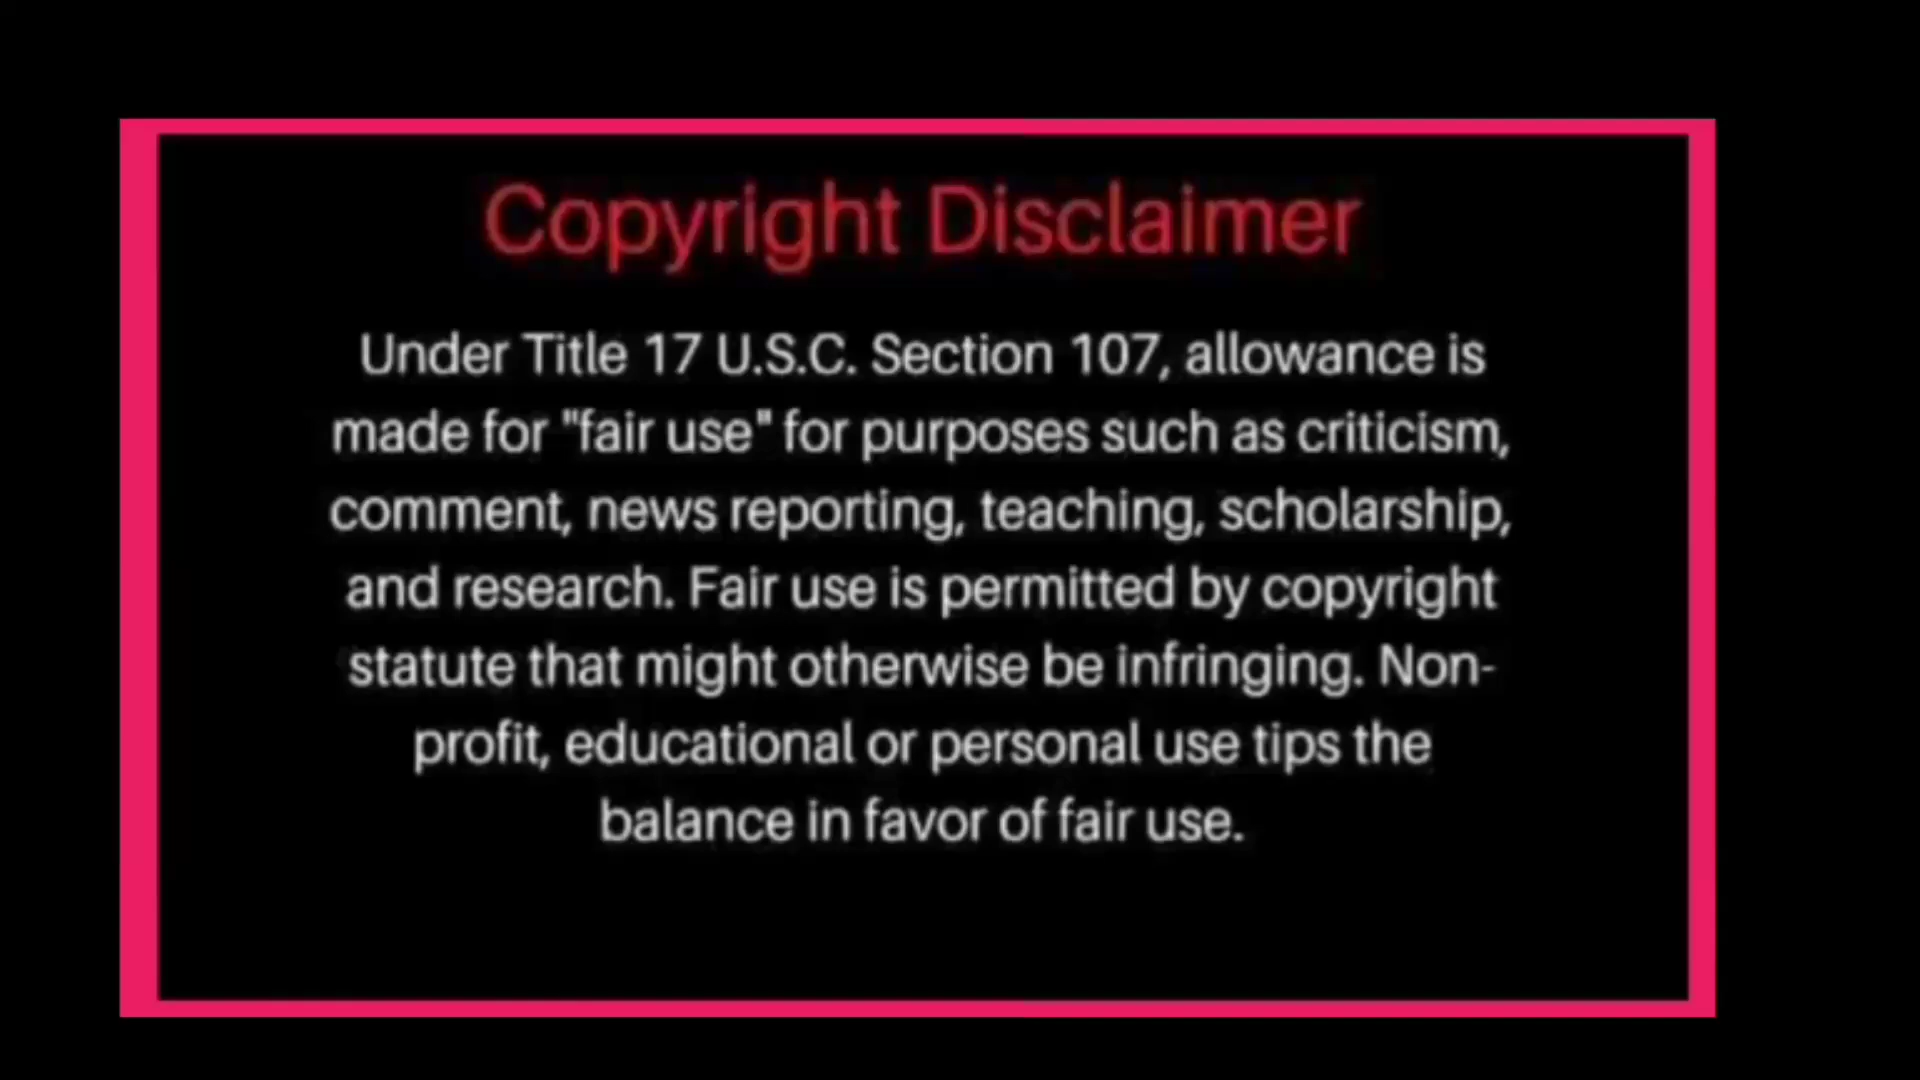 Copyright Disclaimer
Under Title 17 U.S.C. Section 107, allowance is
made for "fair use" for purposes such as criticism,
comment, news reporting, teaching, scholarship,
and research. Fair use is permitted by copyright
statute that might otherwise be infringing. Non-
profit, educational or personal use tips the
balance in favor of fair use.